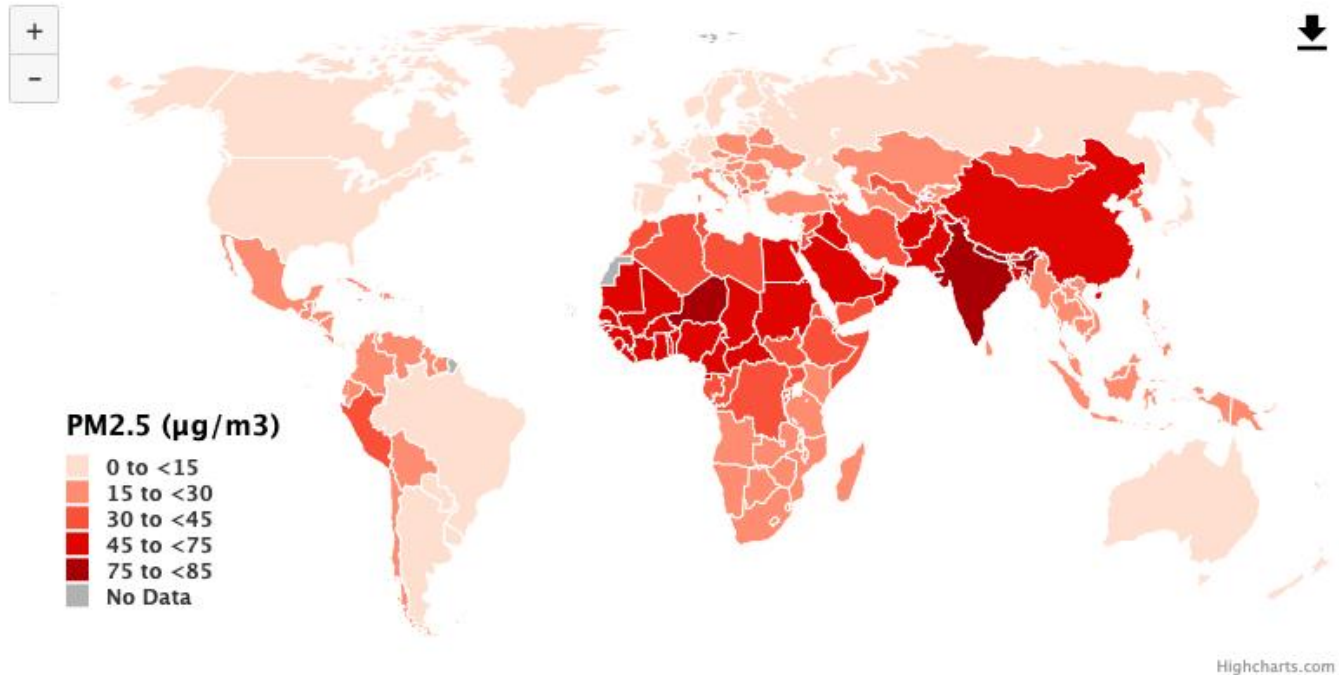 +
−
PM2.5 (µg/m3)
0 to <15
15 to <30
30 to <45
45 to <75
75 to <85
No Data
Highcharts.com